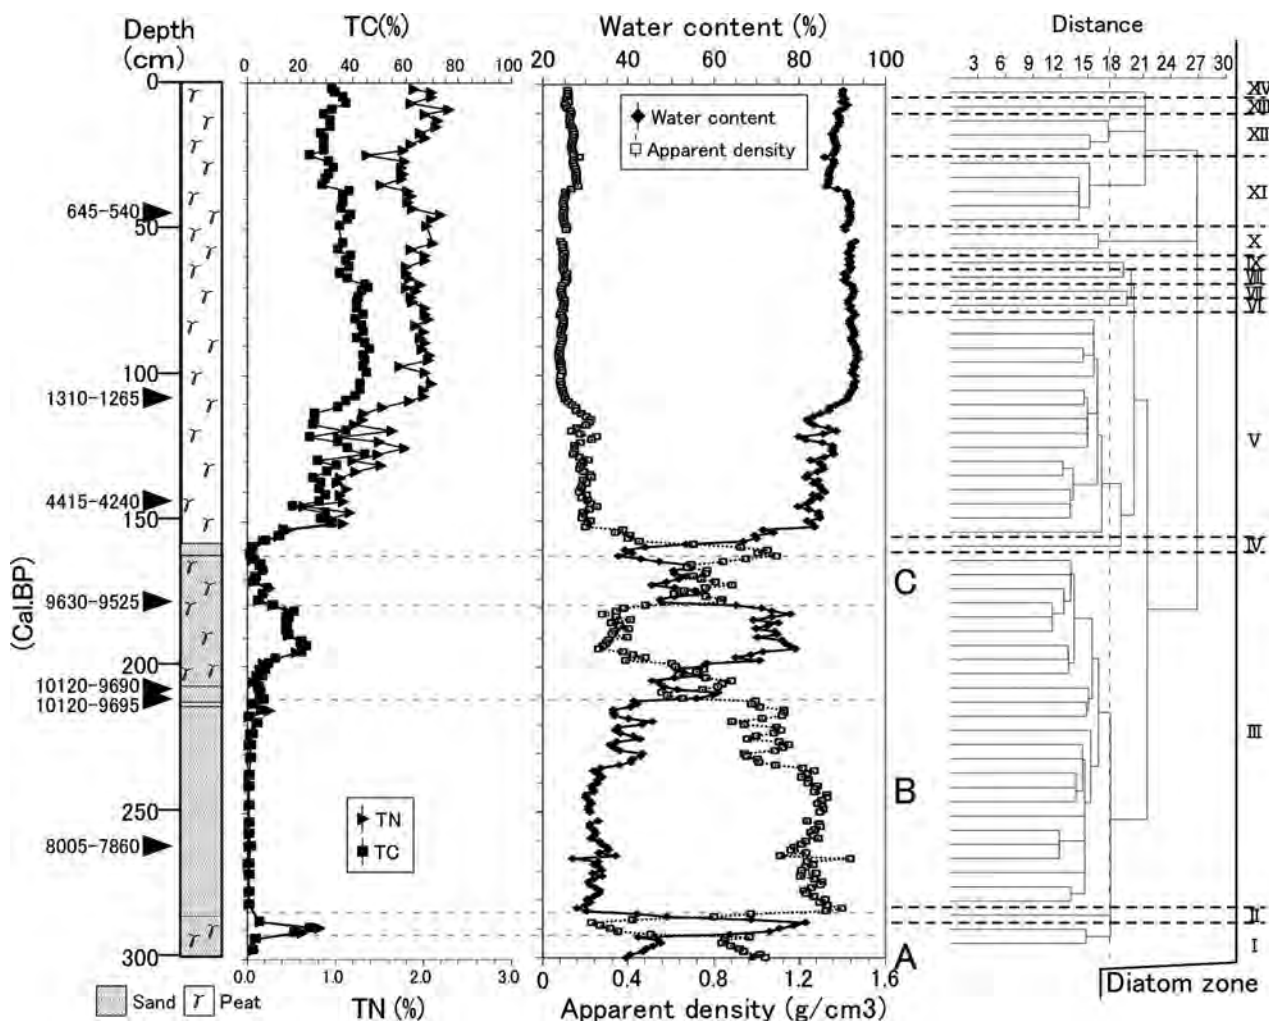 Depth
(cm)
TC(%)
Water content (%)
Distance
0 20 40 60 80 100
20 40 60 80 100
3 6 9 12 15 18 21 24 27 30
0
50
100
150
200
250
300
(Cal.BP)
645-540
1310-1265
4415-4240
9630-9525
10120-9690
10120-9695
8005-7860
Water content
Apparent density
TN
TC
C
B
A
XII
XI
X
IX
VII
VI
V
IV
III
II
I
0 1.0 2.0 3.0
0 0.4 0.8 1.2 1.6
Sand
Peat
TN (%)
Apparent density (g/cm3)
Diatom zone